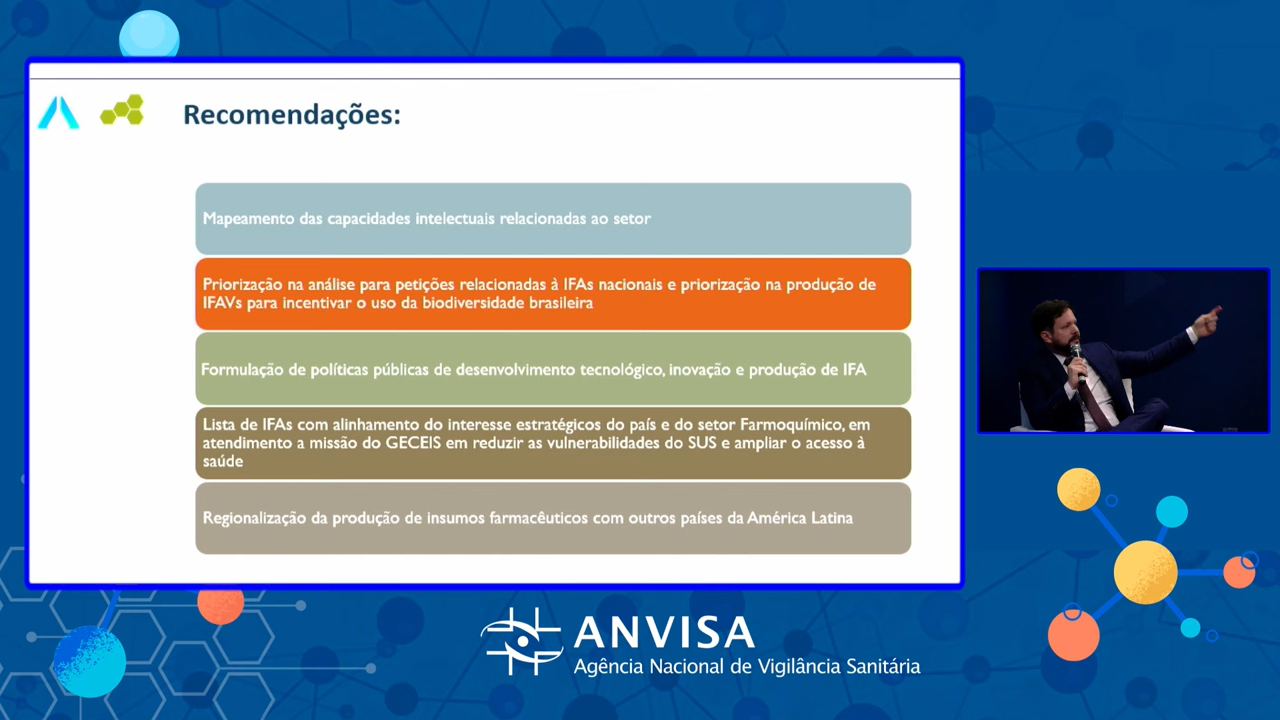 Recomendações:
Mapeamento das capacidades intelectuais relacionadas ao setor
Priorização na análise para petições relacionadas à IFAs nacionais e priorização na produção de
IFAVs para incentivar o uso da biodiversidade brasileira
Formulação de políticas públicas de desenvolvimento tecnológico, inovação e produção de IFA
Lista de IFAs com alinhamento do interesse estratégicos do país e do setor Farmoquímico, em
atendimento a missão do GECEIS em reduzir as vulnerabilidades do SUS e ampliar o acesso à
saúde
Regionalização da produção de insumos farmacêuticos com outros países da América Latina
ANVISA
Agência Nacional de Vigilância Sanitária